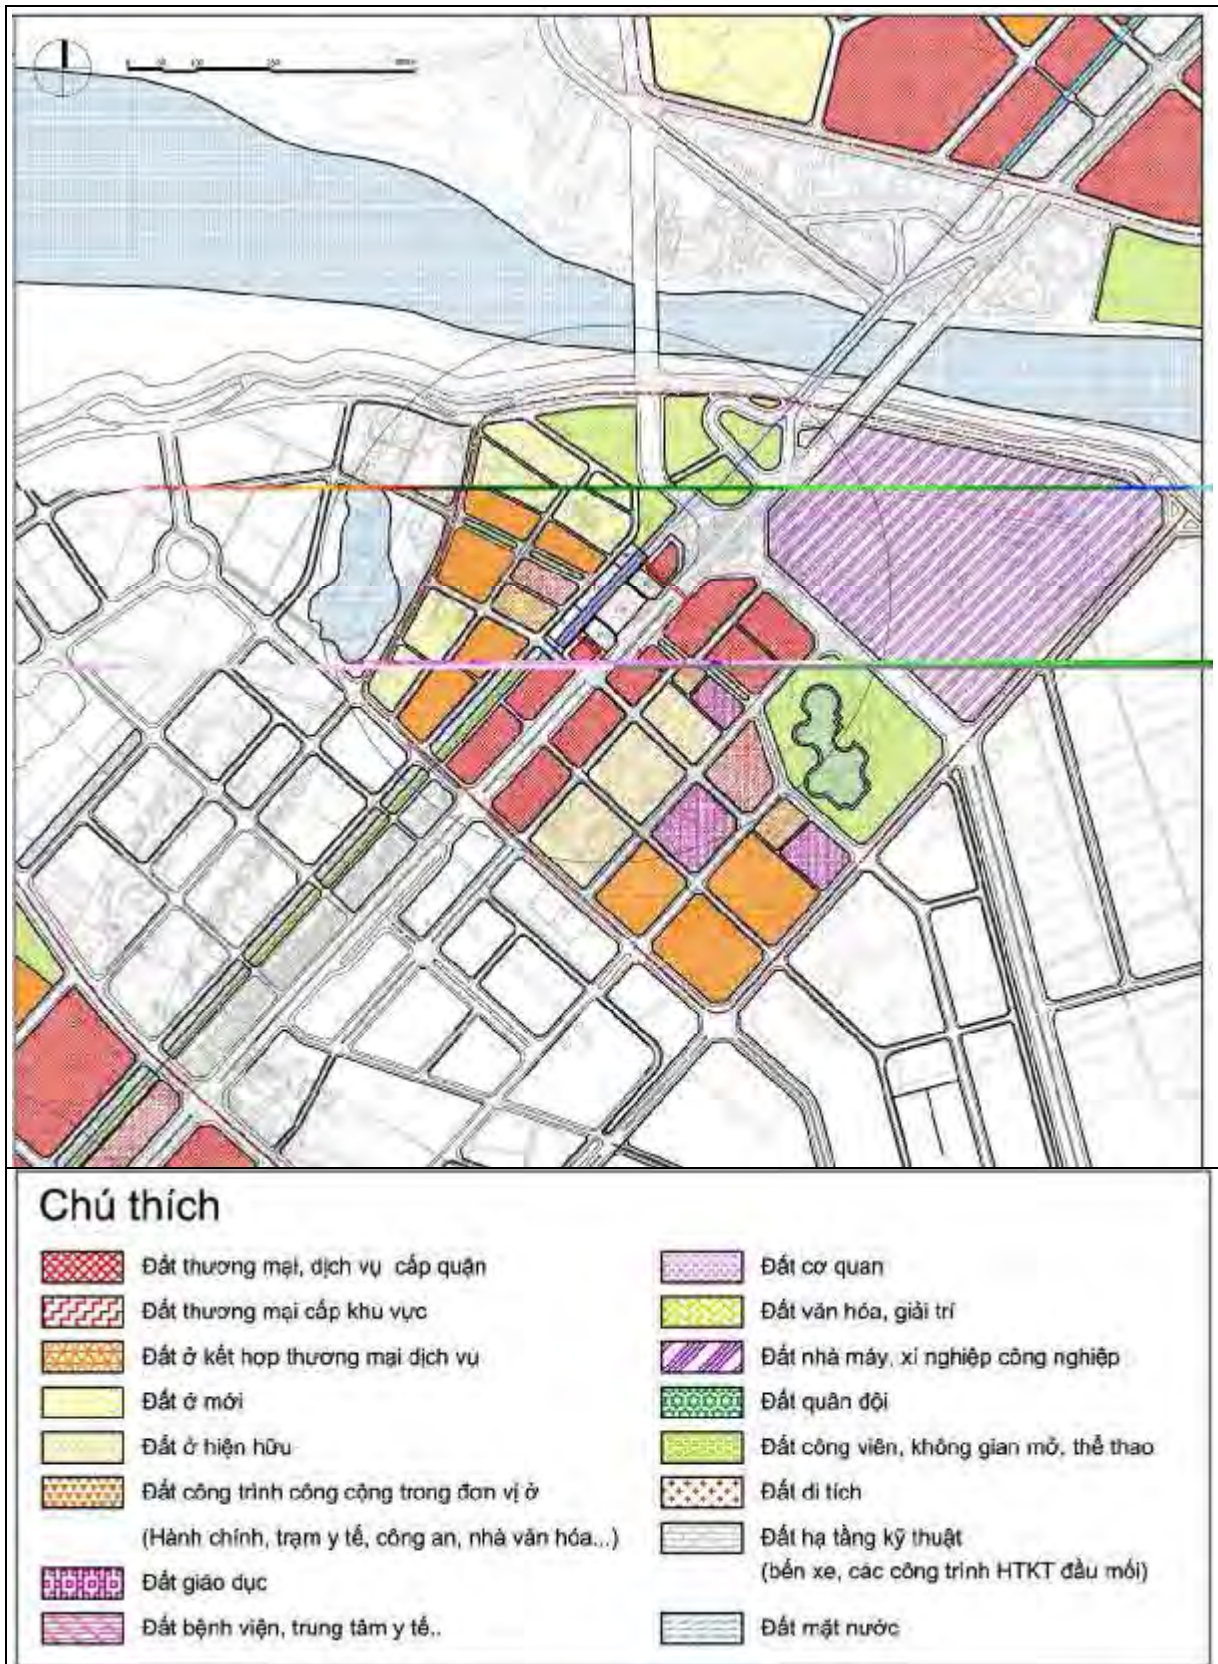 Chú thích
Đất thương mại, dịch vụ cấp quận
Đất thương mại cấp khu vực
Đất ở kết hợp thương mại dịch vụ
Đất ở mới
Đất ở hiện hữu
Đất công trình công cộng trong đơn vị ở
(Hành chính, trạm y tế, công an, nhà văn hóa...)
Đất giáo dục
Đất bệnh viện, trung tâm y tế..
Đất cơ quan
Đất văn hóa, giải trí
Đất nhà máy, xí nghiệp công nghiệp
Đất quân đội
Đất công viên, không gian mở, thể thao
Đất di tích
Đất hạ tầng kỹ thuật
(bến xe, các công trình HTKT đầu mối)
Đất mặt nước